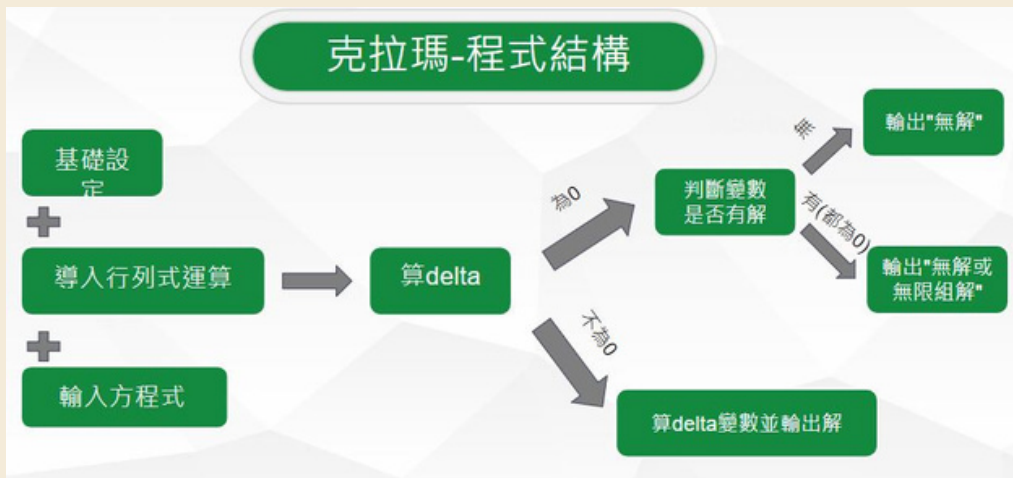 克拉瑪-程式結構
基礎設
定
導入行列式運算
輸入方程式
算delta
為0
不為0
判斷變數
是否有解
無
有(都為0)
輸出"無解"
輸出"無解或
無限組解"
算delta變數並輸出解